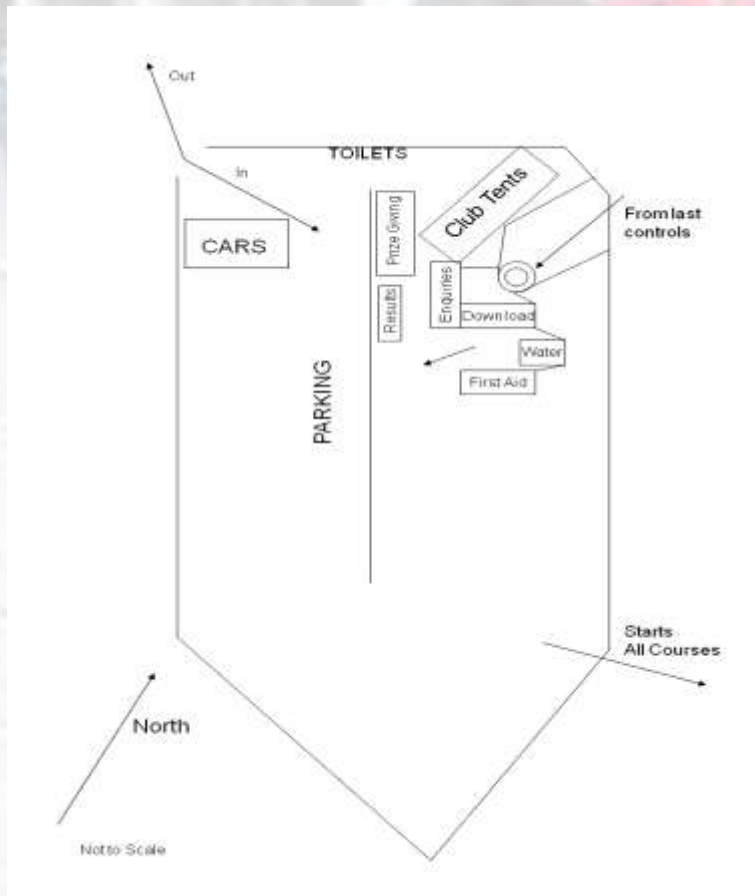 Out
TOILETS
In
Club Tents
Prize Giving
From last
controls
CARS
Enquiries
Results
Download
Water
First Aid
PARKING
Starts
All Courses
North
Not to Scale